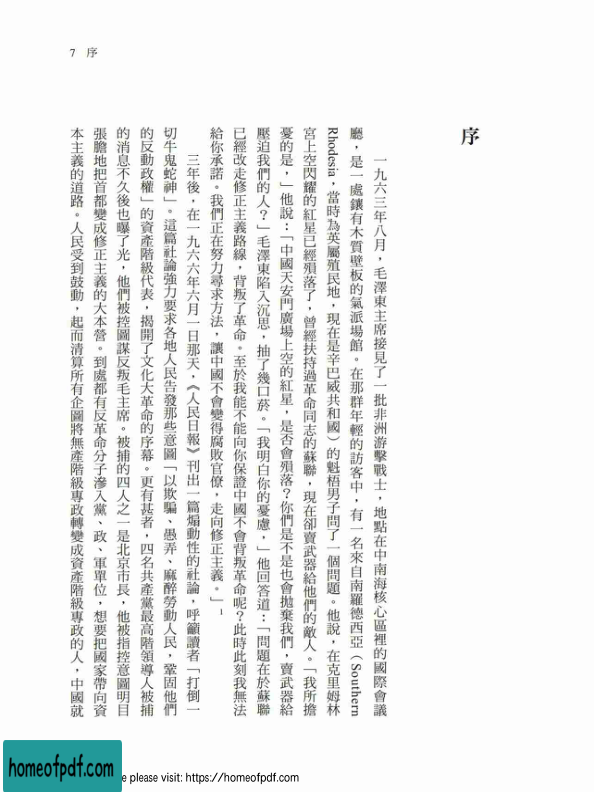 7 序
序
一九六三年八月，毛澤東主席接見了一批非洲游擊戰士，地點在中南海核心區裡的國際會議
廳，是一處鑲有木質壁板的氣派場館。在那群年輕的訪客中，有一名來自南羅德西亞（Southern
Rhodesia，當時為英屬殖民地，現在是辛巴威共和國）的魁梧男子問了一個問題。他說，在克里姆林
宮上空閃耀的紅星已經殞落了，曾經扶持過革命同志的蘇聯，現在卻賣武器給他們的敵人。「我所擔
憂的是，」他說：「中國天安門廣場上空的紅星，是否會殞落？你們是不是也會拋棄我們，賣武器給
壓迫我們的人？」毛澤東陷入沉思，抽了幾口菸。「我明白你的憂慮，」他回答道：「問題在於蘇聯
已經改走修正主義路線，背叛了革命。至於我能不能向你保證中國不會背叛革命呢？此時此刻我無法
給你承諾。我們正在努力尋求方法，讓中國不會變得腐敗官僚，走向修正主義。」1
三年後，在一九六六年六月一日那天，《人民日報》刊出一篇煽動性的社論，呼籲讀者「打倒一
切牛鬼蛇神」。這篇社論強力要求各地人民告發那些意圖「以欺騙、愚弄、麻醉勞動人民，鞏固他們
的反動政權」的資產階級代表，揭開了文化大革命的序幕。更有甚者，四名共產黨最高階領導人被捕
的消息不久後也曝了光，他們被控圖謀反叛毛主席。被捕的四人之一是北京市長，他被指控意圖明目
張膽地把首都變成修正主義的大本營。到處都有反革命分子滲入黨、政、軍單位，想要把國家帶向資
本主義的道路。人民受到鼓動，起而清算所有企圖將無產階級專政轉變成資產階級專政的人，中國就
homeofpdf.com
e please visit: https://homeofpdf.com